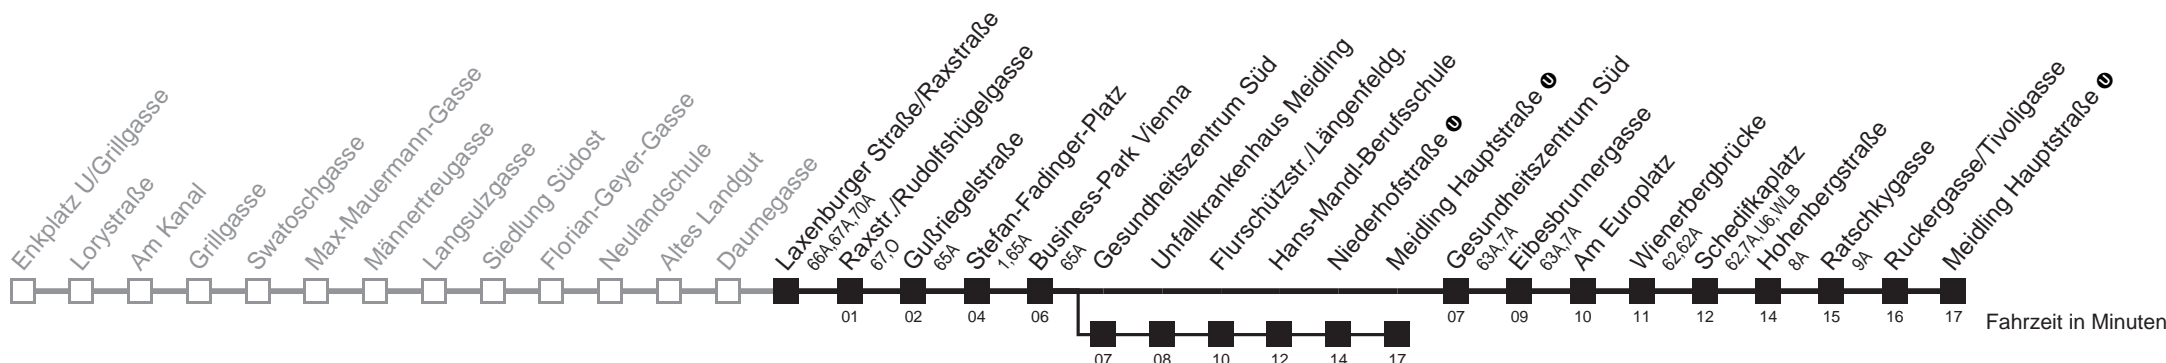 Enkplatz U/Grillgasse
Lorystraße
Am Kanal
Grillgasse
Swatoschgasse
Max-Mauermann-Gasse
Männertreugasse
Langsulzgasse
Siedlung Südost
Florian-Geyer-Gasse
Neulandschule
Altes Landgut
Daumegasse
Laxenburger Straße/Raxstraße
66A,67A,70A
Raxstr./Rudolfshügelgasse
67,O
Gußriegelstraße
65A
Stefan-Fadinger-Platz
1,65A
Business-Park Vienna
65A
Gesundheitszentrum Süd
Unfallkrankenhaus Meidling
Flurschützstr./Längenfeldg.
Hans-Mandl-Berufsschule
Niederhofstraße U
Meidling Hauptstraße U
Gesundheitszentrum Süd
63A,7A
Eibesbrunnergasse
63A,7A
Am Europlatz
Wienerbergbrücke
62,62A
Schedifkaplatz
62,7A,U6,WLB
Hohenbergstraße
8A
Ratschkygasse
9A
Ruckergasse/Tivoligasse
Meidling Hauptstraße U
01 02 04 06 07 09 10 11 12 14 15 16 17
Fahrzeit in Minuten
07 08 10 12 14 17